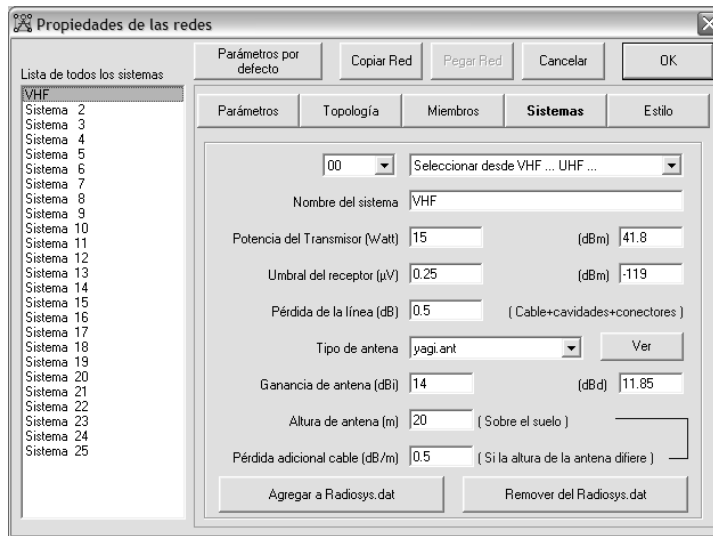 Propiedades de las redes
Parámetros por defecto
Copiar Red
Pegar Red
Cancelar
OK
Lista de todos los sistemas
VHF
Sistema 2
Sistema 3
Sistema 4
Sistema 5
Sistema 6
Sistema 7
Sistema 8
Sistema 9
Sistema 10
Sistema 11
Sistema 12
Sistema 13
Sistema 14
Sistema 15
Sistema 16
Sistema 17
Sistema 18
Sistema 19
Sistema 20
Sistema 21
Sistema 22
Sistema 23
Sistema 24
Sistema 25
Parámetros
Topología
Miembros
Sistemas
Estilo
00 Seleccionar desde VHF ... UHF ...
Nombre del sistema VHF
Potencia del Transmisor (Watt) 15 (dBm) 41.8
Umbral del receptor (µV) 0.25 (dBm) -119
Pérdida de la línea (dB) 0.5 ( Cable+cavidades+conectores )
Tipo de antena yagi.ant Ver
Ganancia de antena (dBi) 14 (dBd) 11.85
Altura de antena (m) 20 ( Sobre el suelo )
Pérdida adicional cable (dB/m) 0.5 ( Si la altura de la antena difiere )
Agregar a Radiosys.dat
Remover del Radiosys.dat